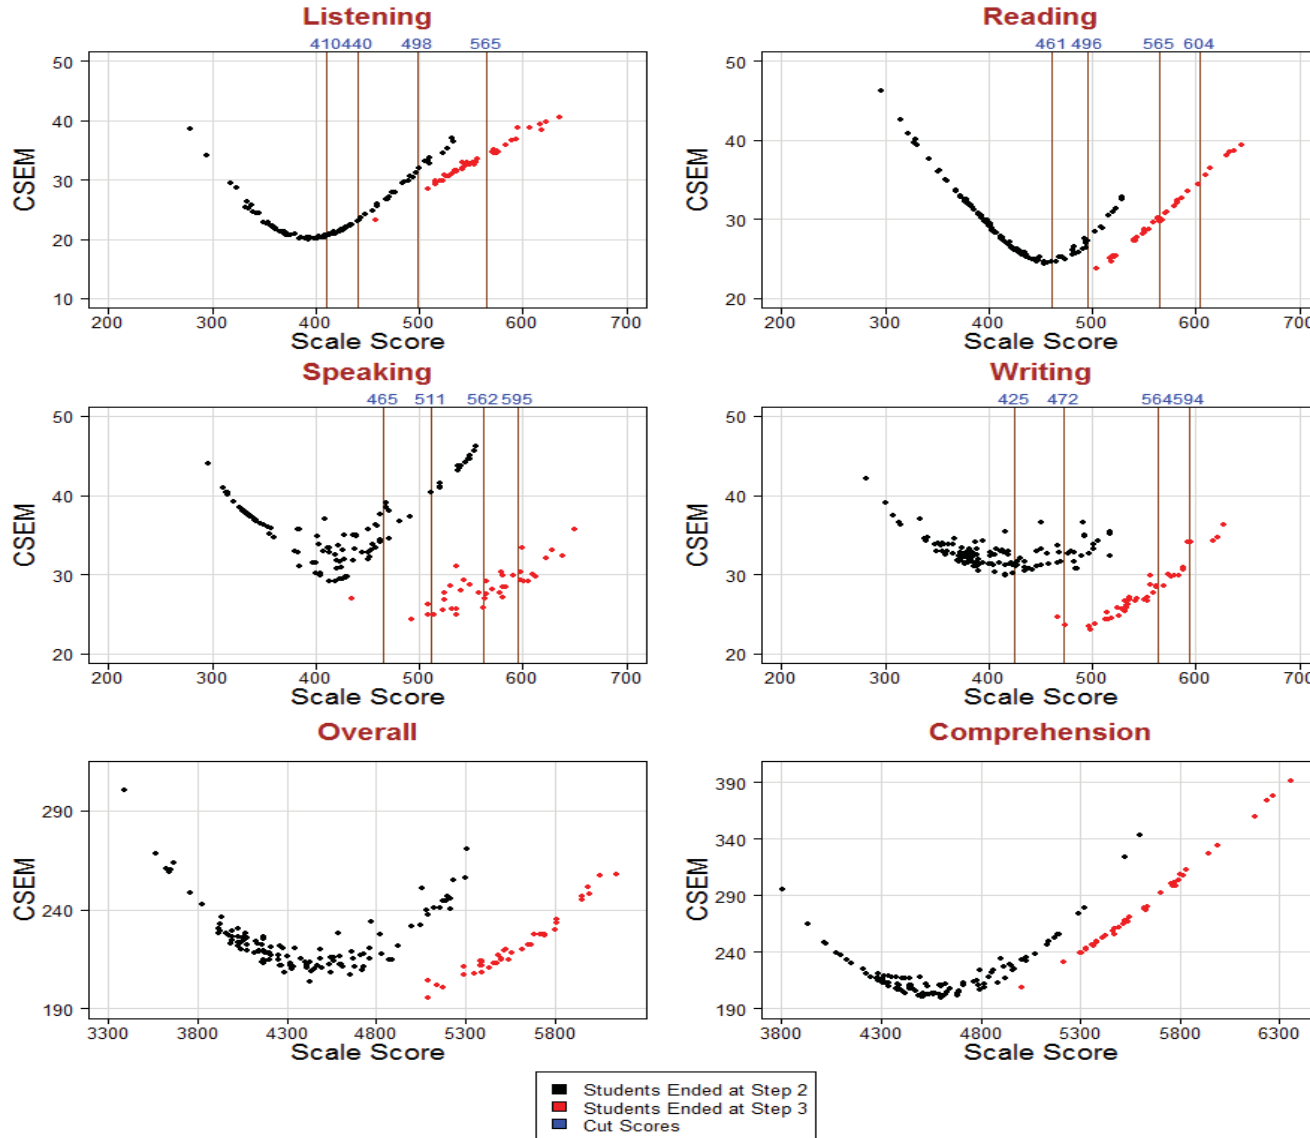 Listening
410 440 498 565
50
40
30
20
10
CSEM
200 300 400 500 600 700
Scale Score
Reading
461 496 565 604
50
40
30
20
CSEM
200 300 400 500 600 700
Scale Score
Speaking
465 511 562 595
50
40
30
20
CSEM
200 300 400 500 600 700
Scale Score
Writing
425 472 564 594
50
40
30
20
CSEM
200 300 400 500 600 700
Scale Score
Overall
290
240
190
CSEM
3300 3800 4300 4800 5300 5800
Scale Score
Comprehension
390
340
290
240
190
CSEM
3800 4300 4800 5300 5800 6300
Scale Score
Students Ended at Step 2
Students Ended at Step 3
Cut Scores